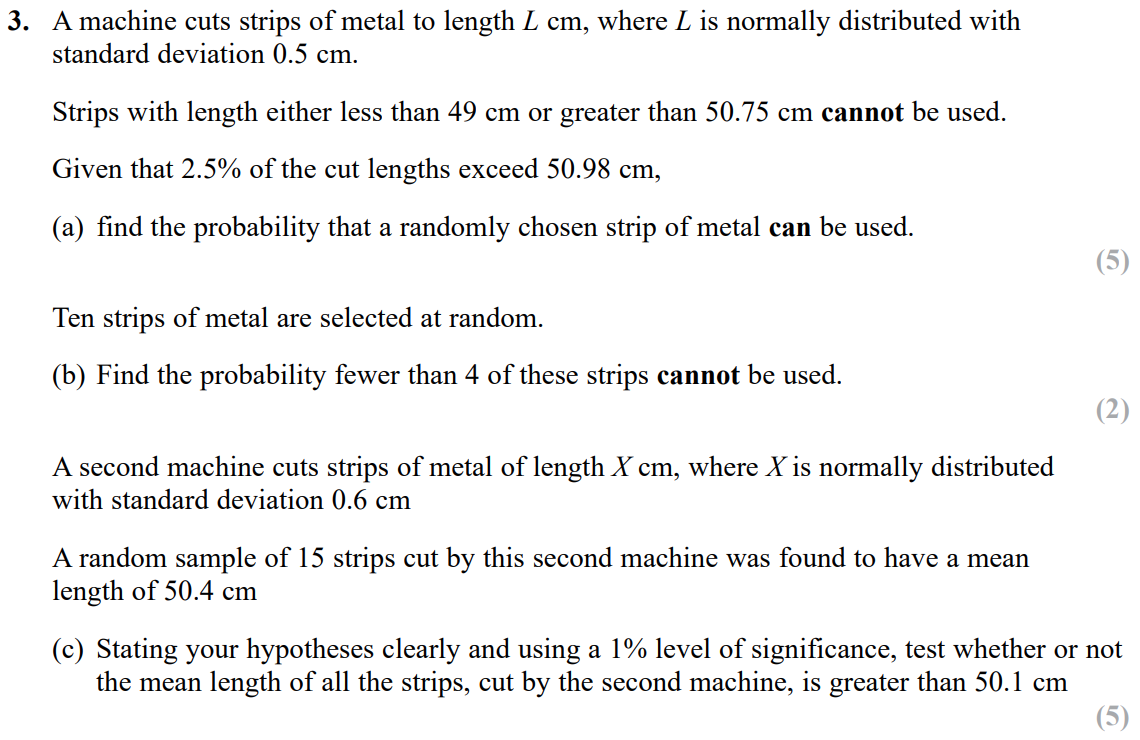 3. A machine cuts strips of metal to length L cm, where L is normally distributed with
standard deviation 0.5 cm.
Strips with length either less than 49 cm or greater than 50.75 cm cannot be used.
Given that 2.5% of the cut lengths exceed 50.98 cm,
(a) find the probability that a randomly chosen strip of metal can be used.
(5)
Ten strips of metal are selected at random.
(b) Find the probability fewer than 4 of these strips cannot be used.
(2)
A second machine cuts strips of metal of length X cm, where X is normally distributed
with standard deviation 0.6 cm
A random sample of 15 strips cut by this second machine was found to have a mean
length of 50.4 cm
(c) Stating your hypotheses clearly and using a 1% level of significance, test whether or not
the mean length of all the strips, cut by the second machine, is greater than 50.1 cm
(5)